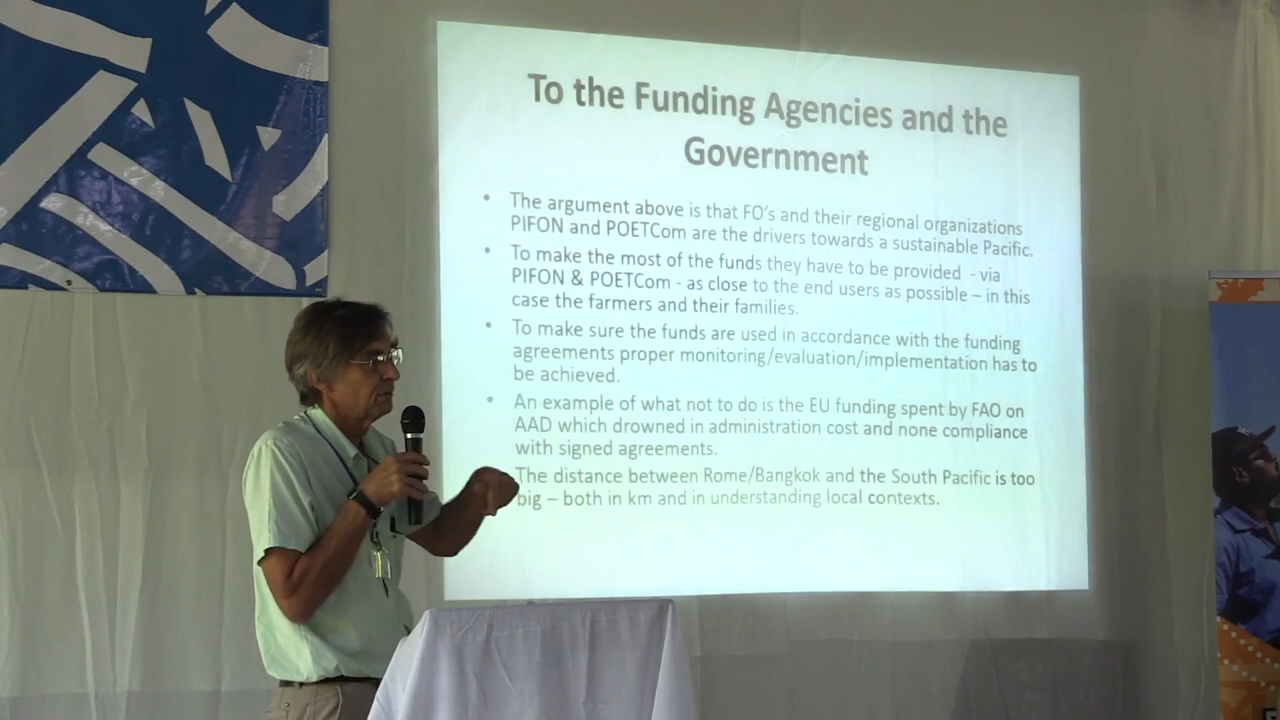 To the Funding Agencies and the
Government
• The argument above is that FO's and their regional organizations
PIFON and POETCom are the drivers towards a sustainable Pacific.
• To make the most of the funds they have to be provided - via
PIFON & POETCom - as close to the end users as possible – in this
case the farmers and their families.
• To make sure the funds are used in accordance with the funding
agreements proper monitoring/evaluation/implementation has to
be achieved.
• An example of what not to do is the EU funding spent by FAO on
AAD which drowned in administration cost and none compliance
with signed agreements.
The distance between Rome/Bangkok and the South Pacific is too
big – both in km and in understanding local contexts.